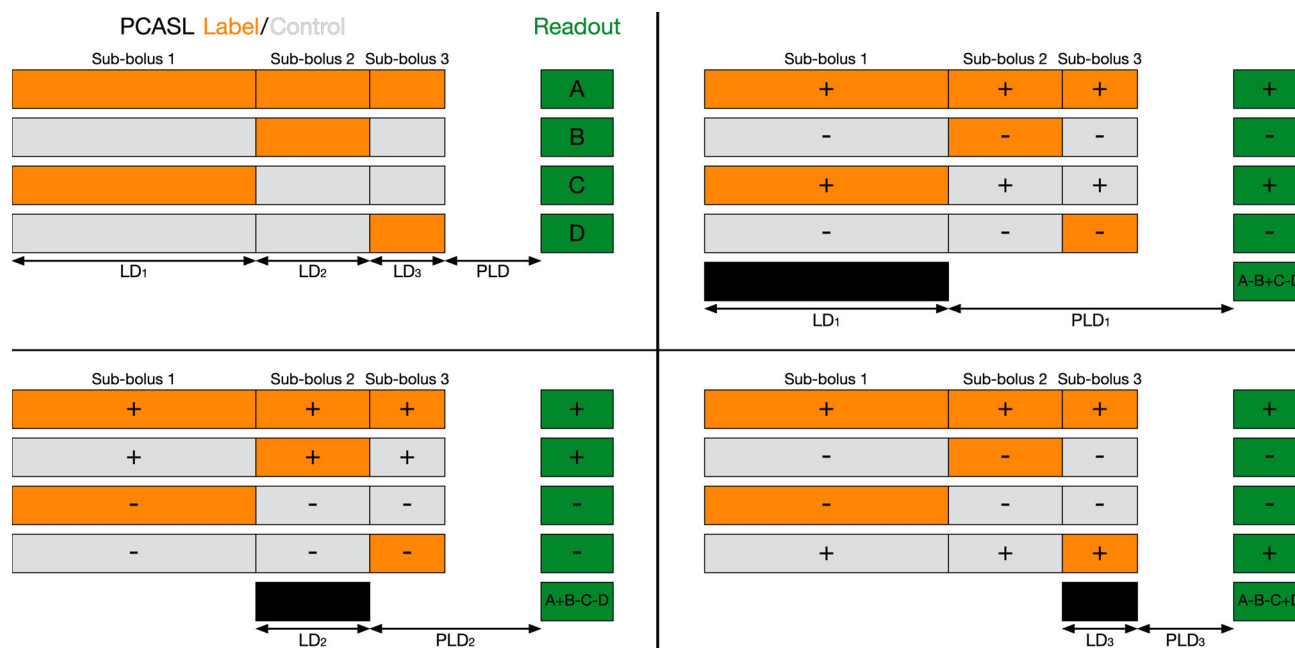 PCASL Label/Control Readout
Sub-bolus 1 Sub-bolus 2 Sub-bolus 3
A
B
C
D
LD₁ LD₂ LD₃ PLD
Sub-bolus 1 Sub-bolus 2 Sub-bolus 3
+ + + +
- - - -
+ + + +
- - - -
A-B+C-D
LD₁ PLD₁
Sub-bolus 1 Sub-bolus 2 Sub-bolus 3
+ + + +
+ + + +
- - - -
- - - -
A+B-C-D
LD₂ PLD₂
Sub-bolus 1 Sub-bolus 2 Sub-bolus 3
+ + + +
- - - -
- - - -
+ + + +
A-B-C+D
LD₃ PLD₃